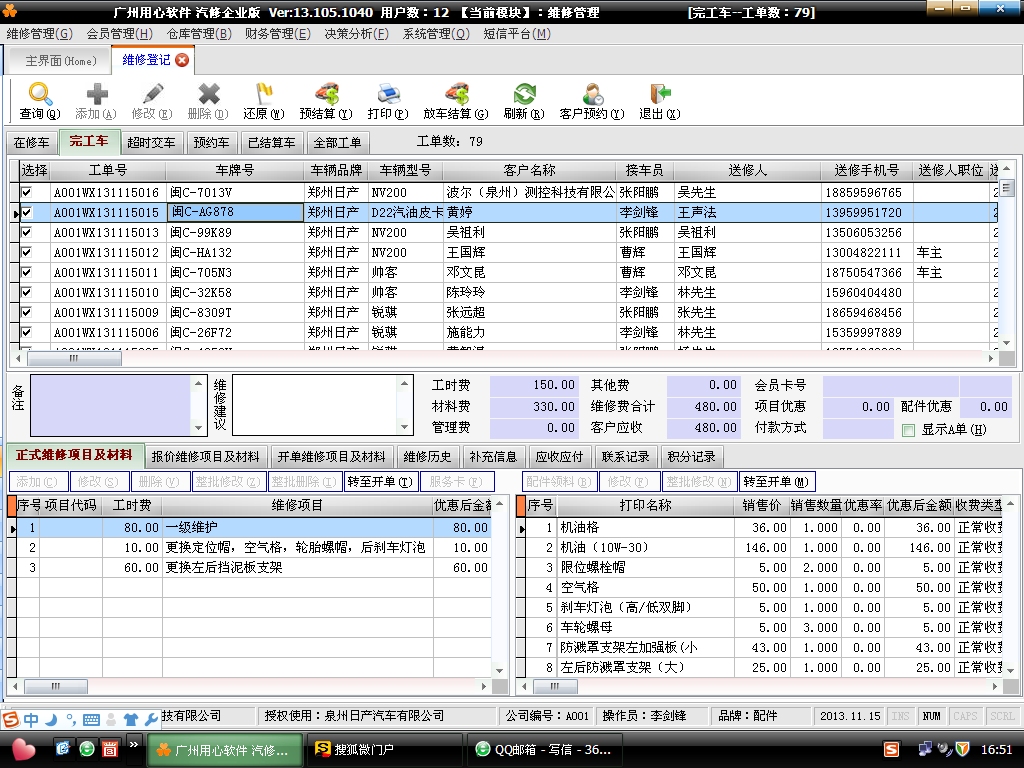 广州用心软件 汽修企业版 Ver:13.105.1040 用户数：12 【当前模块】：维修管理 [完工车--工单数：79]
维修管理(G) 会员管理(H) 仓库管理(B) 财务管理(E) 决策分析(F) 系统管理(Q) 短信平台(M)
主界面(Home) 维修登记
查询(Q) 添加(A) 修改(E) 删除(D) 还原(W) 预结算(Y) 打印(P) 放车结算(G) 刷新(R) 客户预约(Y) 退出(X)
在修车 完工车 超时交车 预约车 已结算车 全部工单 工单数：79
选择 工单号 车牌号 车辆品牌 车辆型号 客户名称 接车员 送修人 送修手机号 送修人职位 送
A001WX131115016 闽C-7013V 郑州日产 NV200 波尔（泉州）测控科技有限公 张阳鹏 吴先生 18859596765 2
A001WX131115015 闽C-AG878 郑州日产 D22汽油皮卡 黄婷 李剑锋 王声法 13959951720 2
A001WX131115013 闽C-99K89 郑州日产 NV200 吴祖利 张阳鹏 吴祖利 13506053256 2
A001WX131115012 闽C-HA132 郑州日产 NV200 王国辉 曹辉 王国辉 13004822111 车主 2
A001WX131115011 闽C-705N3 郑州日产 帅客 邓文昆 曹辉 邓文昆 18750547366 车主 2
A001WX131115010 闽C-32K58 郑州日产 帅客 陈玲玲 李剑锋 林先生 15960404480 2
A001WX131115009 闽C-8309T 郑州日产 锐骐 张远超 张阳鹏 张先生 18659468456 2
A001WX131115006 闽C-26F72 郑州日产 锐骐 施能力 李剑锋 林先生 15359997889 2
备注 维修建议
工时费 150.00 其他费 0.00 会员卡号
材料费 330.00 维修费合计 480.00 项目优惠 0.00 配件优惠 0.00
管理费 0.00 客户应收 480.00 付款方式 显示A单(H)
正式维修项目及材料 报价维修项目及材料 开单维修项目及材料 维修历史 补充信息 应收应付 联系记录 积分记录
添加(C) 修改(S) 删除(V) 整批修改(Z) 整批删除(I) 转至开单(T) 服务卡(F) 配件领料(B) 修改(J) 整批修改(N) 转至开单(M)
序号 项目代码 工时费 维修项目 优惠后金额
1 80.00 一级维护 80.00
2 10.00 更换定位帽，空气格，轮胎螺帽，后刹车灯泡 10.00
3 60.00 更换左后挡泥板支架 60.00
序号 打印名称 销售价 销售数量 优惠率 优惠后金额 收费类型
1 机油格 36.00 1.000 0.00 36.00 正常收费
2 机油（10W-30） 146.00 1.000 0.00 146.00 正常收费
3 限位螺栓帽 5.00 2.000 0.00 5.00 正常收费
4 空气格 50.00 1.000 0.00 50.00 正常收费
5 刹车灯泡（高/低双脚） 5.00 1.000 0.00 5.00 正常收费
6 车轮螺母 5.00 3.000 0.00 5.00 正常收费
7 防溅罩支架左加强板(小 43.00 1.000 0.00 43.00 正常收费
8 左后防溅罩支架（大） 25.00 1.000 0.00 25.00 正常收费
中 技有限公司 授权使用：泉州日产汽车有限公司 公司编号：A001 操作员：李剑锋 品牌：配件 2013.11.15 INS NUM CAPS SCRL
» 广州用心软件 汽修... 搜狐微门户 QQ邮箱 - 写信 - 36... 16:51